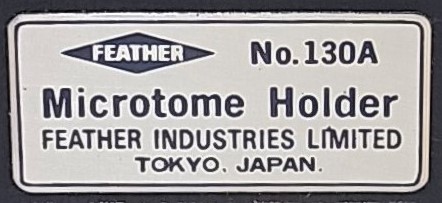 FEATHER No.130A
Microtome Holder
FEATHER INDUSTRIES LIMITED
TOKYO. JAPAN.